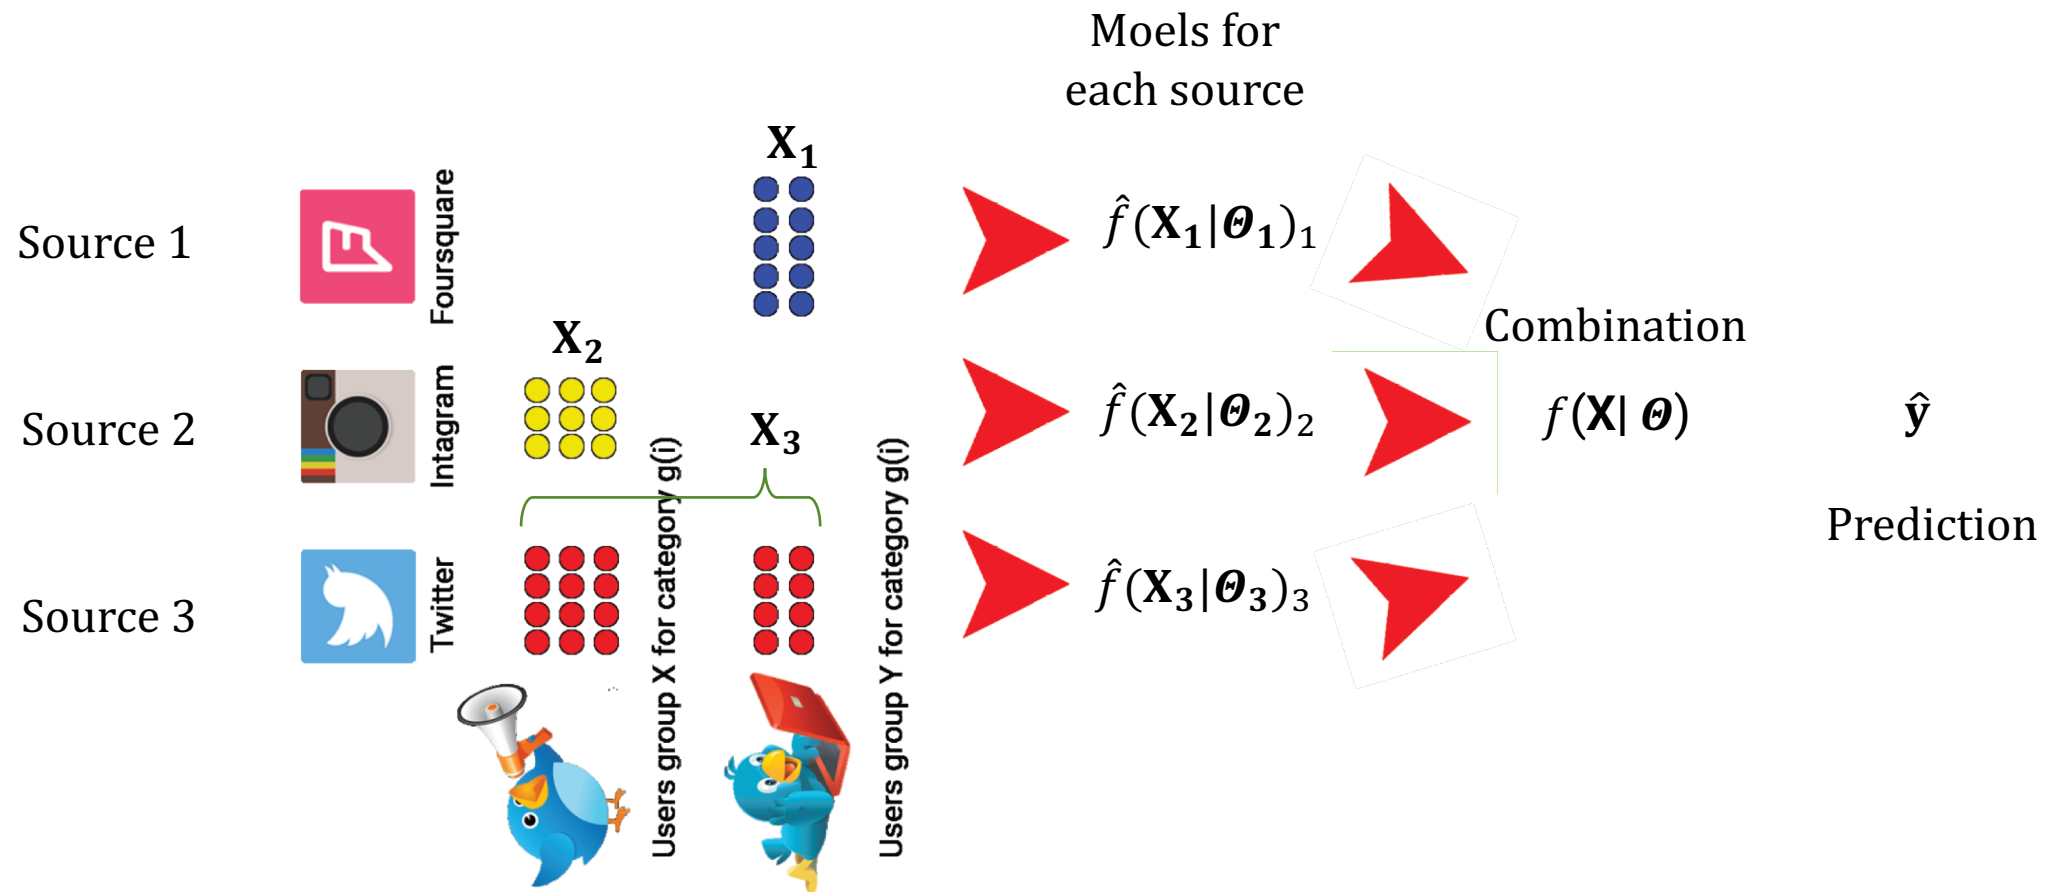 Moels for
each source
X₁
Source 1
Foursquare
f̂(X₁|Θ₁)₁
X₂
Combination
Source 2
Intagram
X₃
f̂(X₂|Θ₂)₂
f(X| Θ)
ŷ
Prediction
Source 3
Twitter
Users group X for category g(i)
Users group Y for category g(i)
f̂(X₃|Θ₃)₃